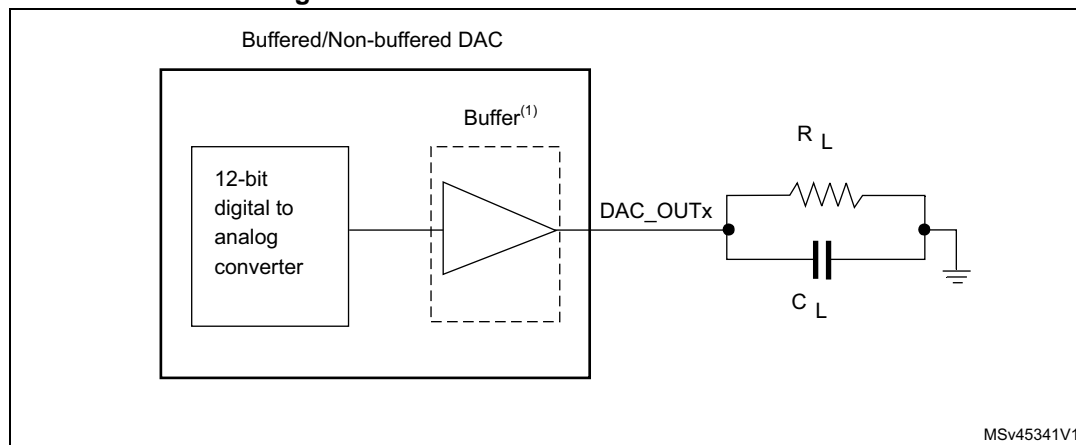 Buffered/Non-buffered DAC
Buffer(1)
12-bit
digital to
analog
converter
DAC_OUTx
R L
C L
MSv45341V1